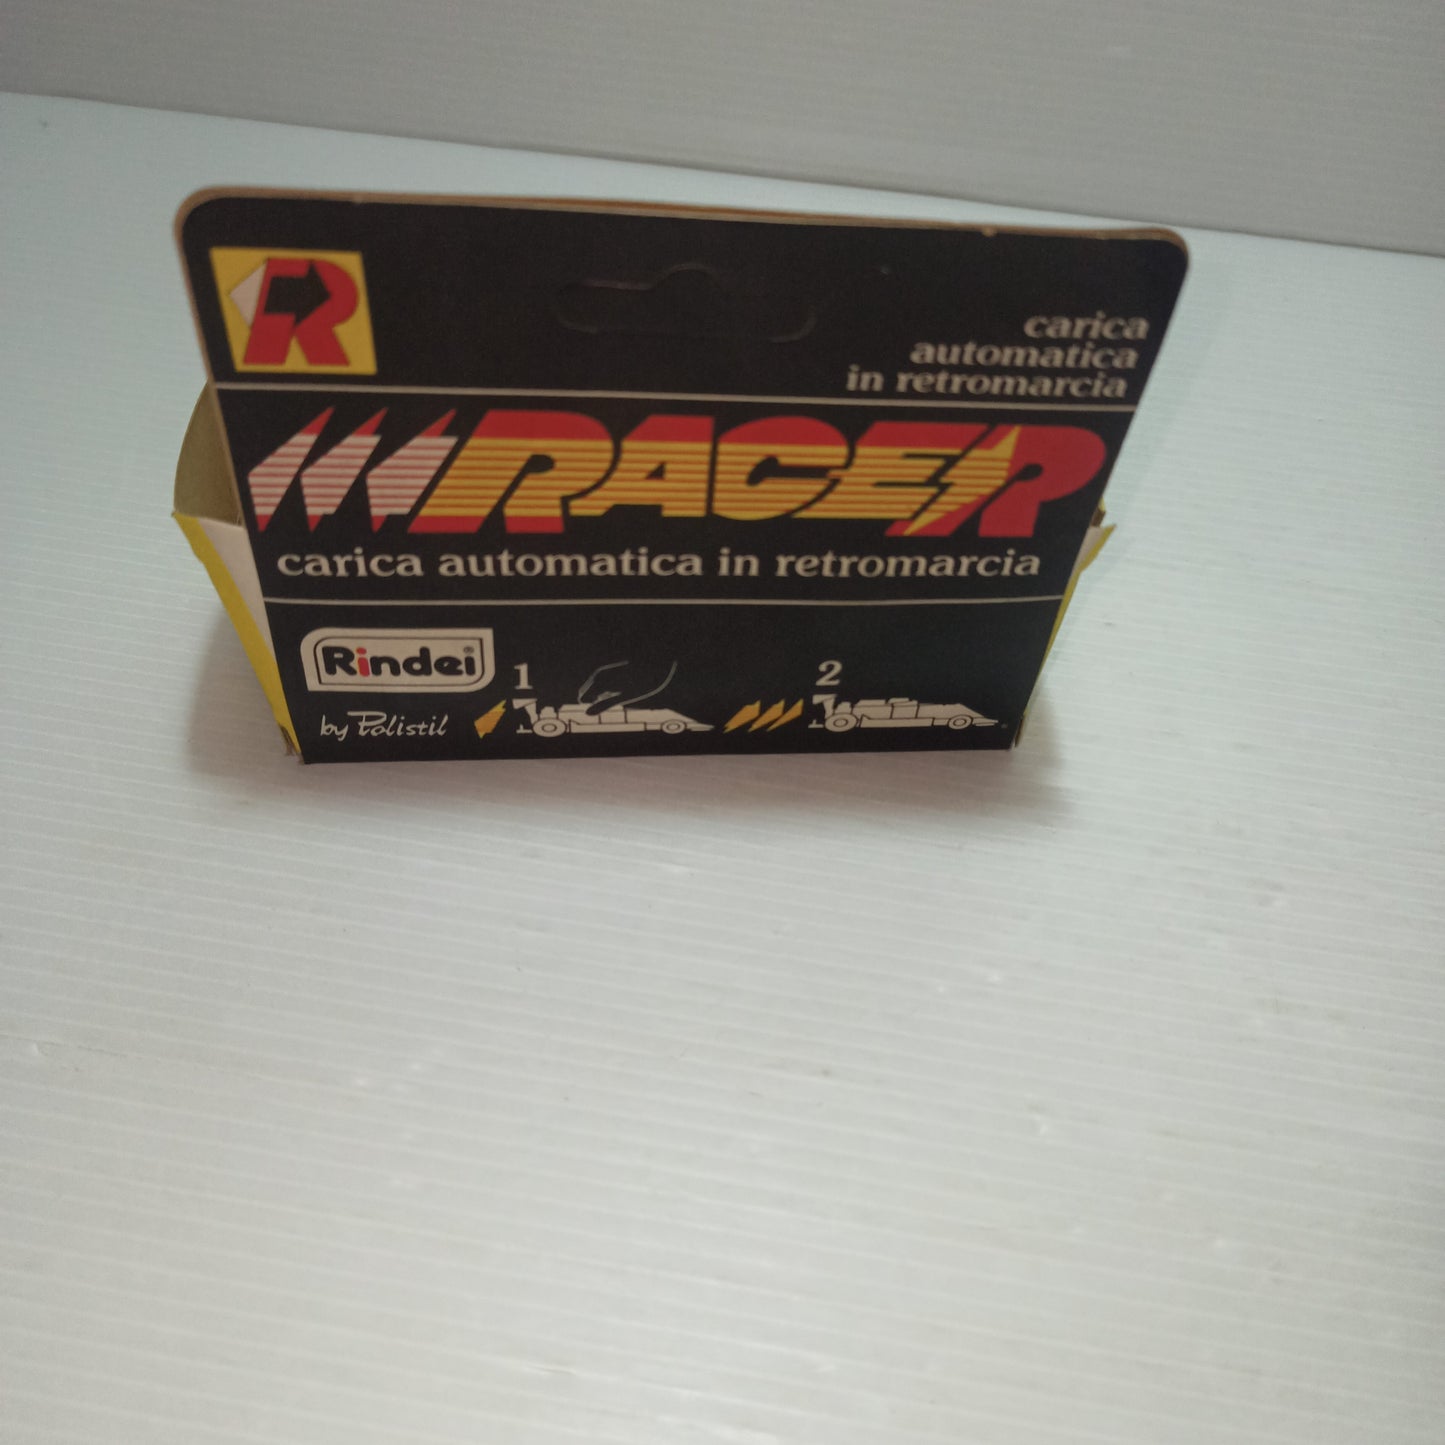 R
carica
automatica
in retromarcia
RACER
carica automatica in retromarcia
Rindei®
by Polistil
1
2